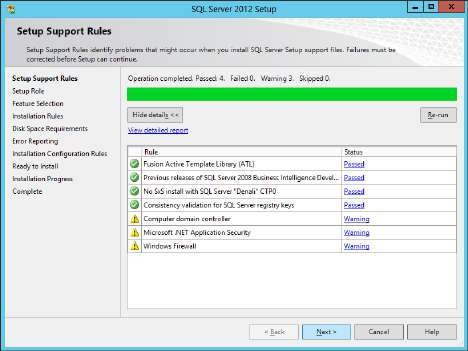 SQL Server 2012 Setup
Setup Support Rules
Setup Support Rules identify problems that might occur when you install SQL Server Setup support files. Failures must be
corrected before Setup can continue.
Setup Support Rules
Setup Role
Feature Selection
Installation Rules
Disk Space Requirements
Error Reporting
Installation Configuration Rules
Ready to Install
Installation Progress
Complete
Operation completed. Passed: 4. Failed 0. Warning 3. Skipped 0.
Hide details <<
Re-run
View detailed report
Rule Status
Fusion Active Template Library (ATL) Passed
Previous releases of SQL Server 2008 Business Intelligence Devel... Passed
No SxS install with SQL Server "Denali" CTP0 Passed
Consistency validation for SQL Server registry keys Passed
Computer domain controller Warning
Microsoft .NET Application Security Warning
Windows Firewall Warning
< Back
Next >
Cancel
Help